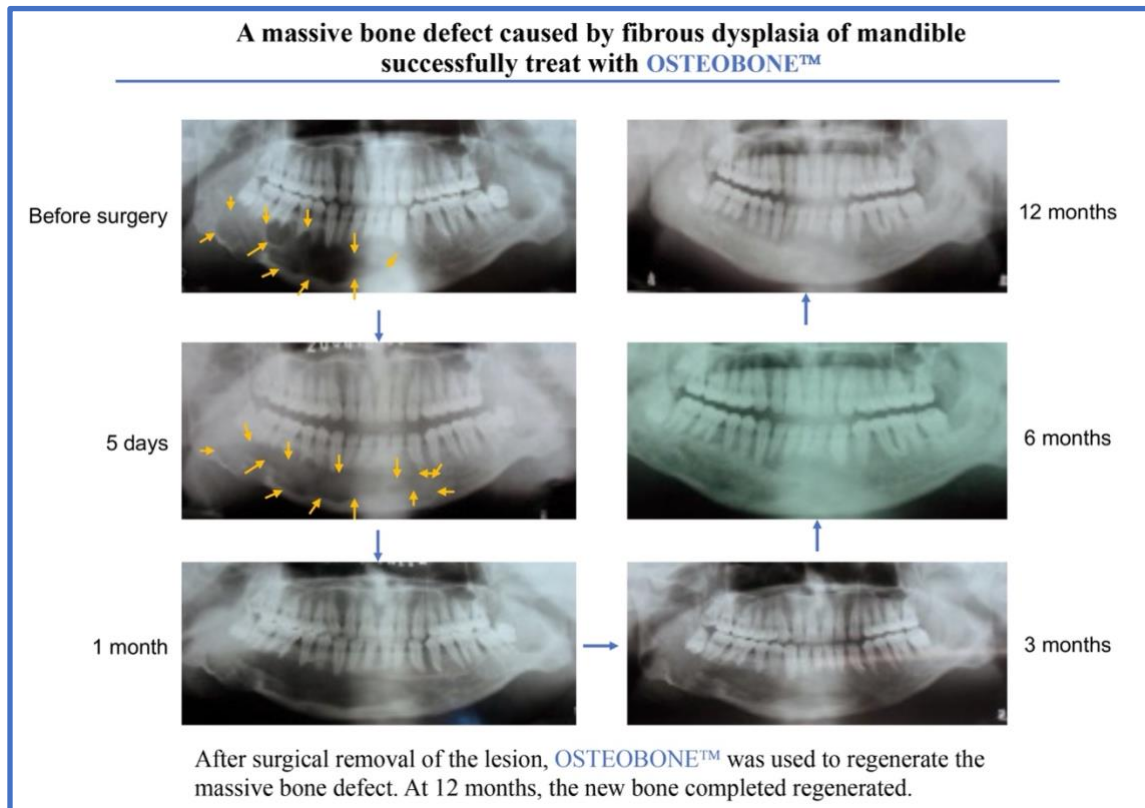 A massive bone defect caused by fibrous dysplasia of mandible
successfully treat with OSTEOBONE™
Before surgery
5 days
1 month
3 months
6 months
12 months
After surgical removal of the lesion, OSTEOBONE™ was used to regenerate the
massive bone defect. At 12 months, the new bone completed regenerated.